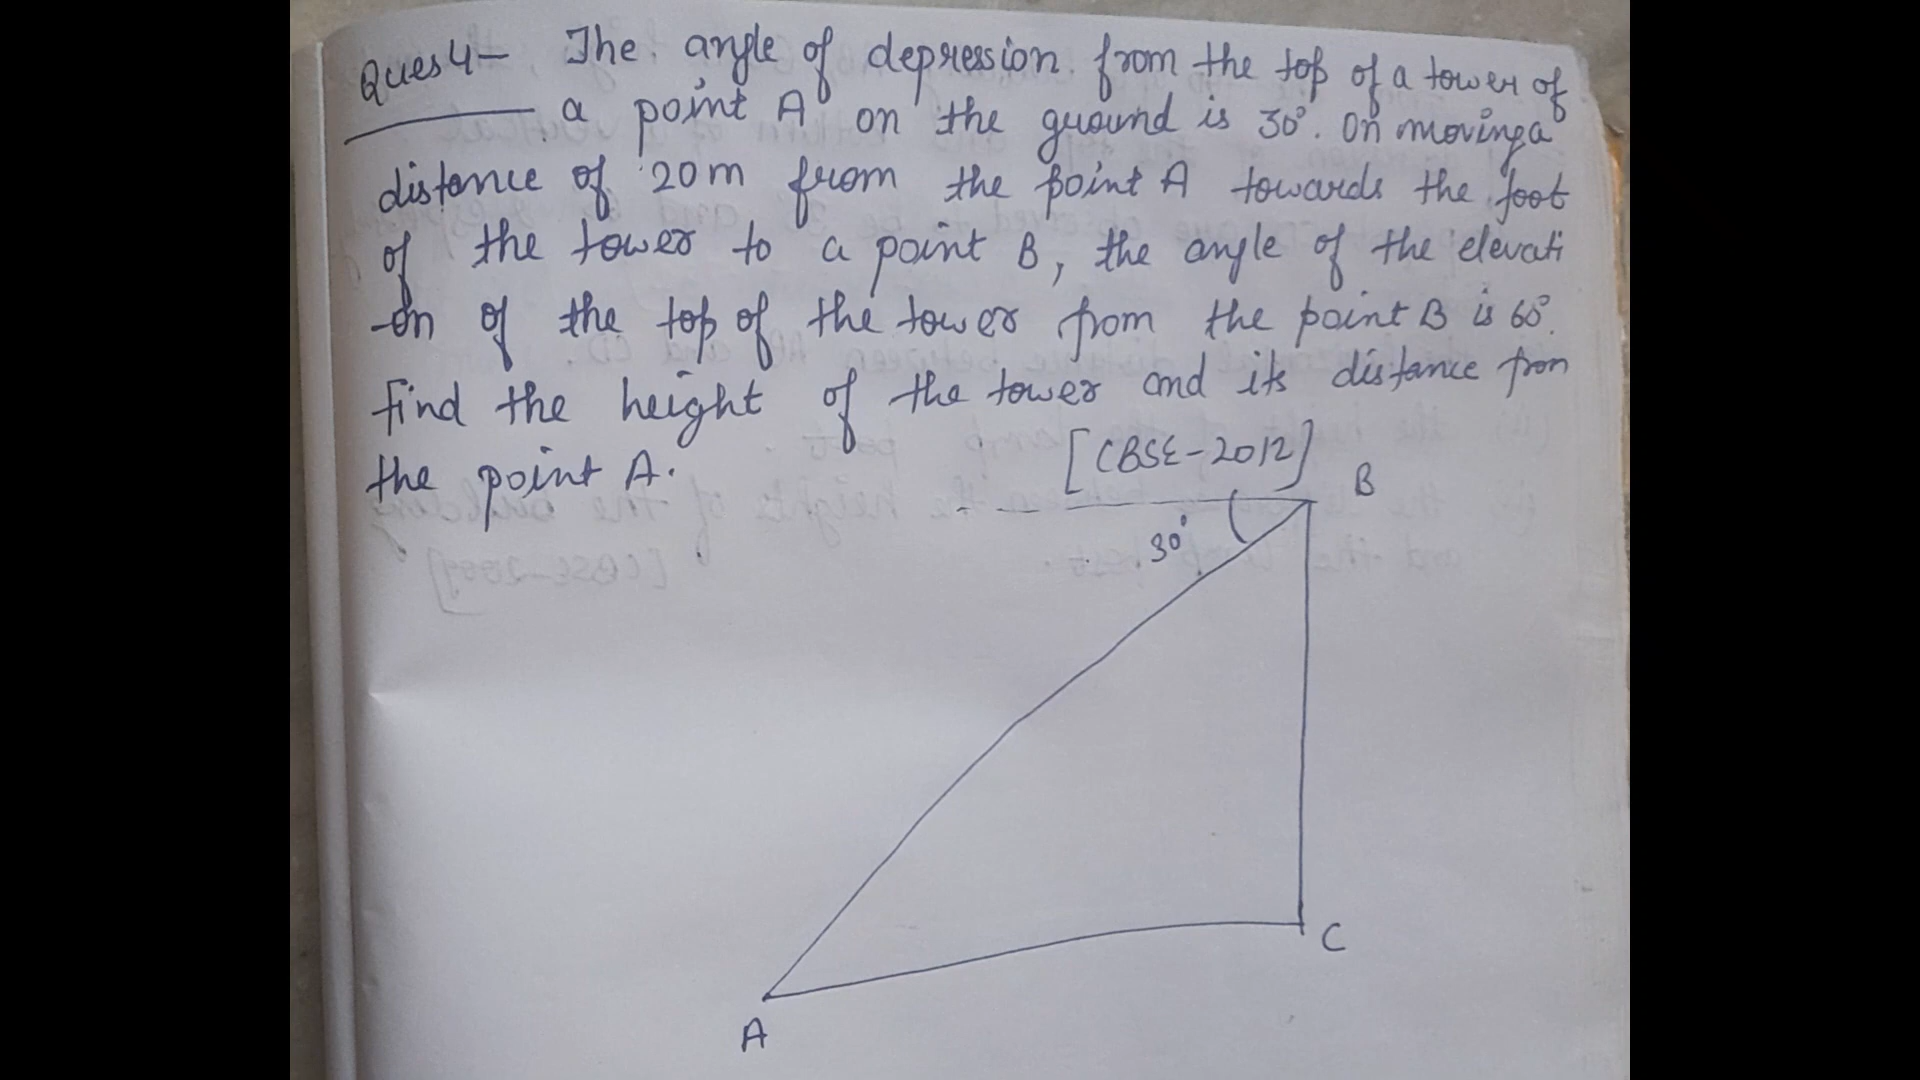 Ques 4- The angle of depression from the top of a tower of
a point A on the ground is 30°. On moving a
distance of 20m from the point A towards the foot
of the tower to a point B, the angle of the elevati
-on of the top of the tower from the point B is 60°.
Find the height of the tower and its distance from
the point A.
[CBSE-2012]
B
30°
C
A